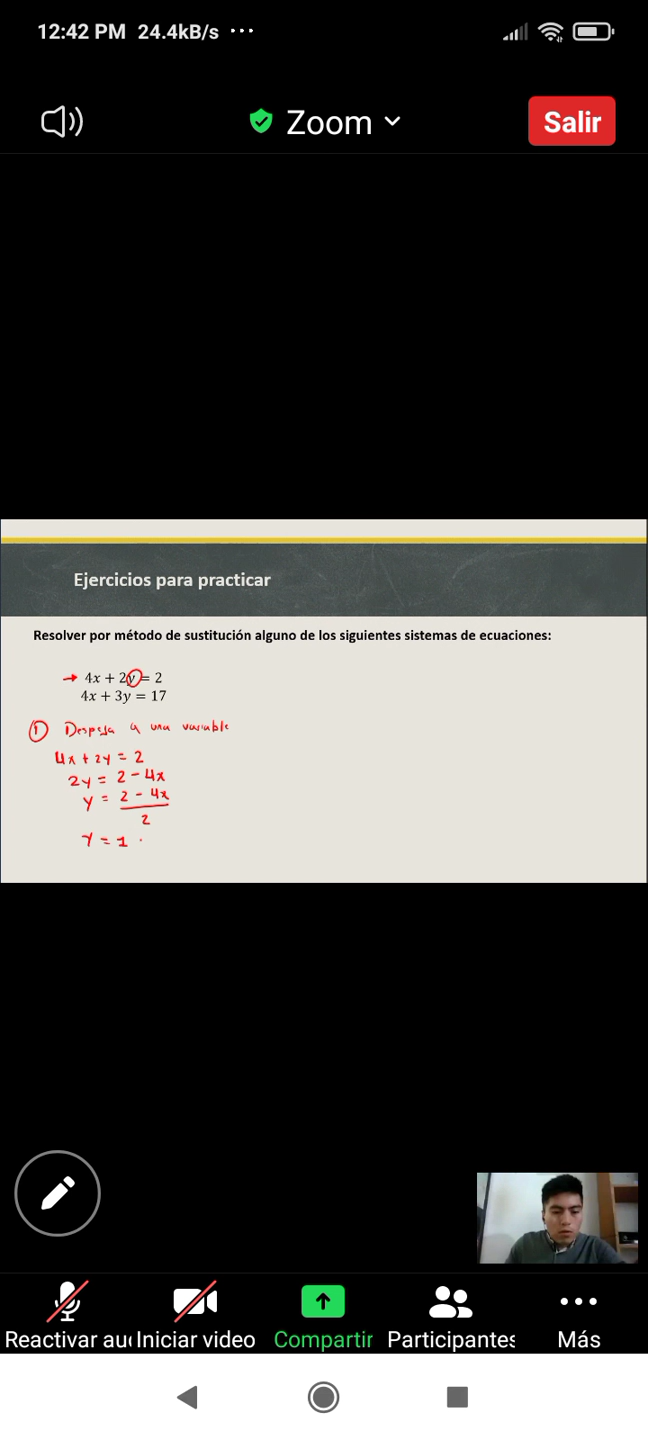 12:42 PM 24.4kB/s ...
Zoom
Salir
Ejercicios para practicar
Resolver por método de sustitución alguno de los siguientes sistemas de ecuaciones:
→ 4x + 2y = 2
4x + 3y = 17
① Despeja a una variable
4x + 2y = 2
2y = 2 - 4x
y = 2 - 4x
2
y = 1
Reactivar au
Iniciar video
Compartir
Participantes
Más